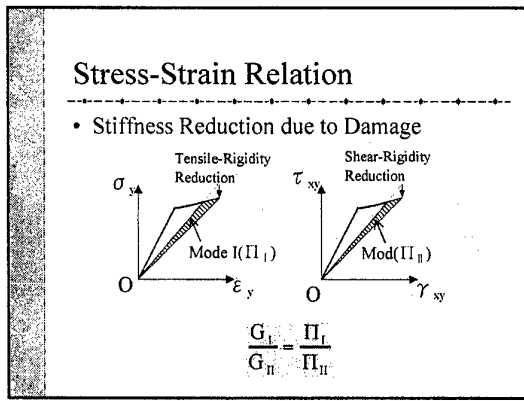 Stress-Strain Relation
• Stiffness Reduction due to Damage
Tensile-Rigidity
Reduction
σ y
Mode I(Π I)
O
ε y
Shear-Rigidity
Reduction
τ xy
Mod(Π II)
O
γ xy
G I / G II = Π I / Π II